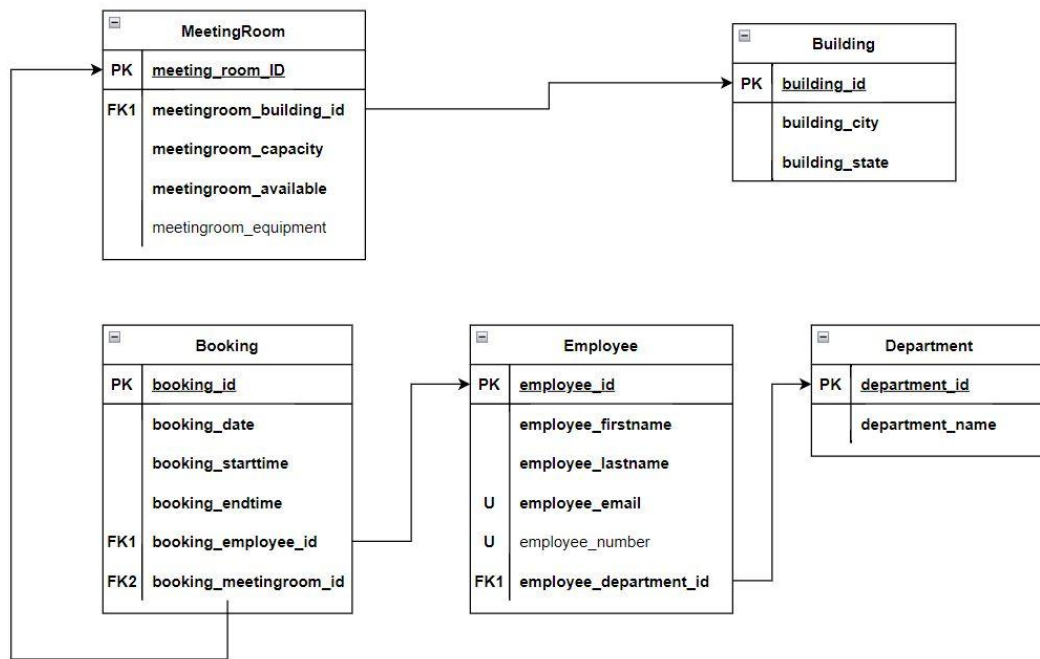 MeetingRoom
PK meeting_room_ID
FK1 meetingroom_building_id
meetingroom_capacity
meetingroom_available
meetingroom_equipment
Building
PK building_id
building_city
building_state
Booking
PK booking_id
booking_date
booking_starttime
booking_endtime
FK1 booking_employee_id
FK2 booking_meetingroom_id
Employee
PK employee_id
employee_firstname
employee_lastname
U employee_email
U employee_number
FK1 employee_department_id
Department
PK department_id
department_name